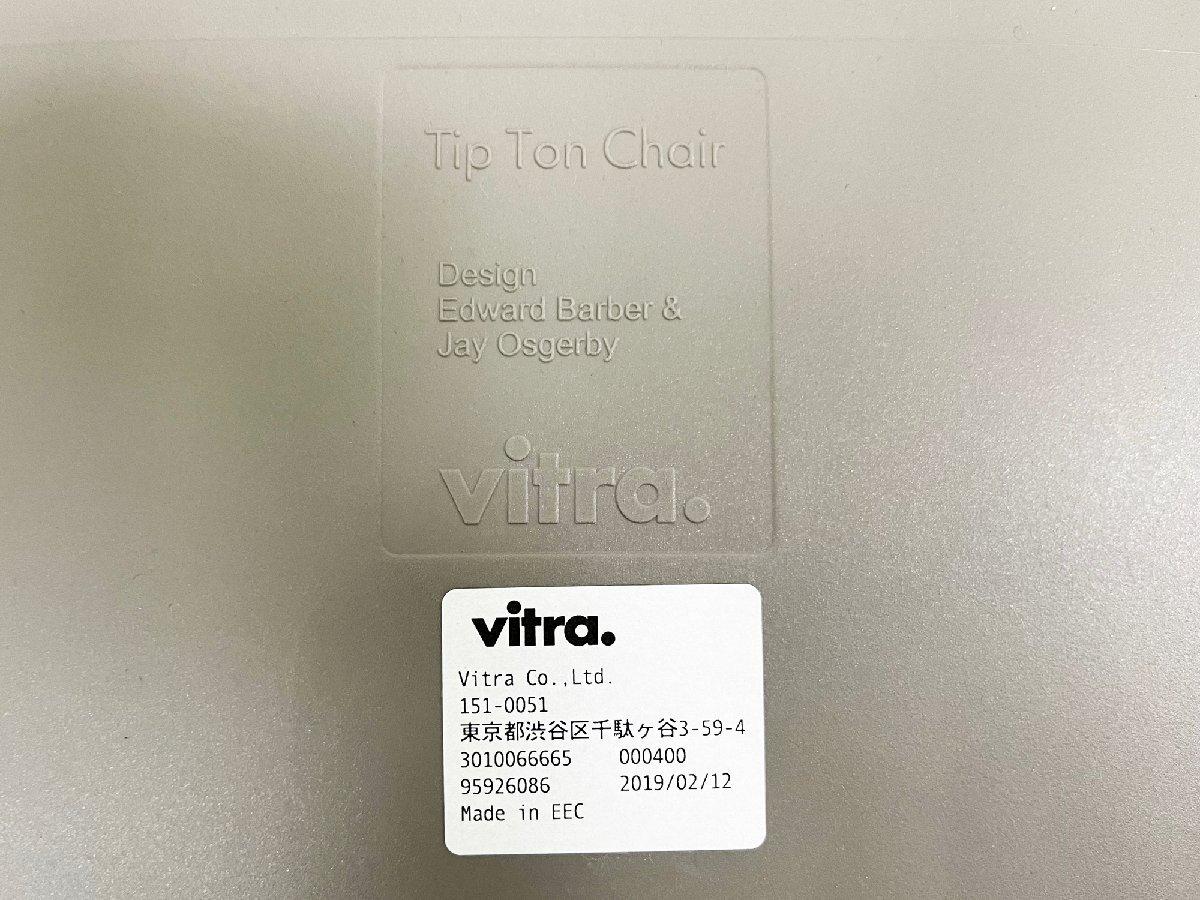 Tip Ton Chair
Design
Edward Barber &
Jay Osgerby
vitra.
vitra.
Vitra Co.,Ltd.
151-0051
東京都渋谷区千駄ヶ谷3-59-4
3010066665 000400
95926086 2019/02/12
Made in EEC